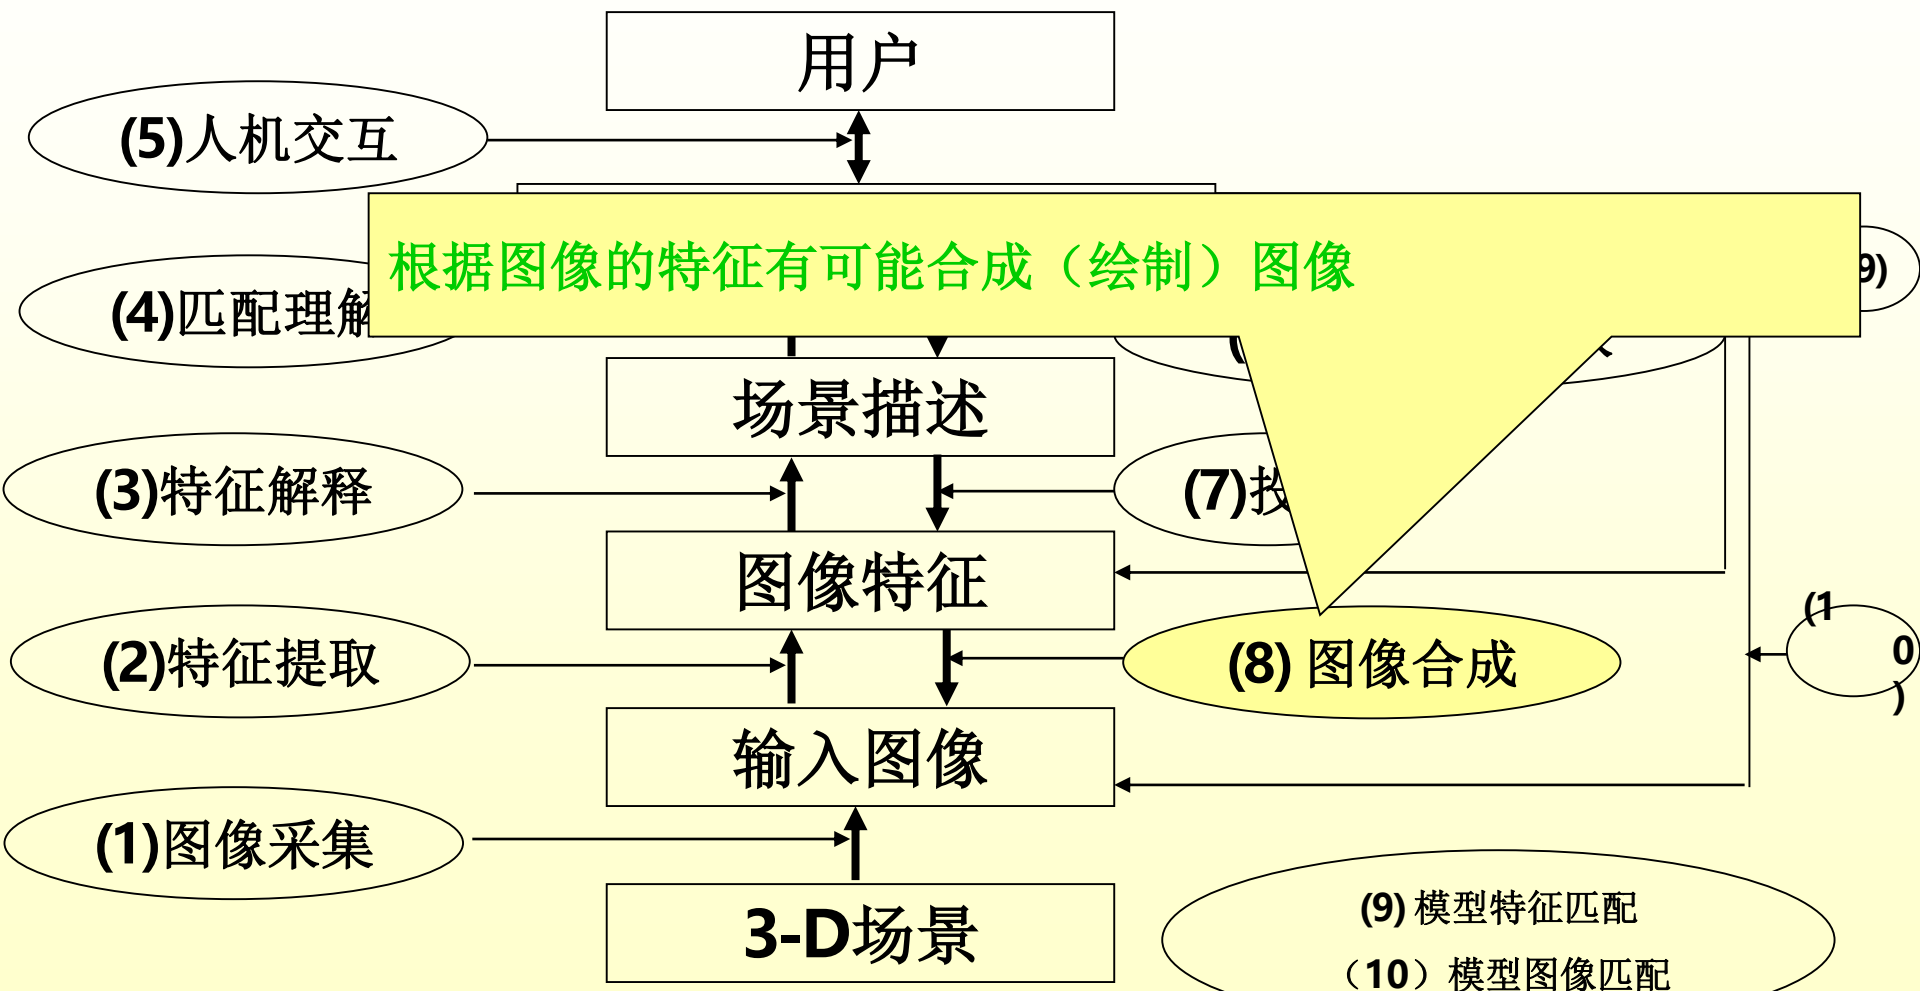 用户
(5)人机交互
根据图像的特征有可能合成（绘制）图像
9)
(4)匹配理解
(
场景描述
(3)特征解释
(7)投
图像特征
(1
0
)
(2)特征提取
(8) 图像合成
输入图像
(1)图像采集
3-D场景
(9) 模型特征匹配
（10）模型图像匹配